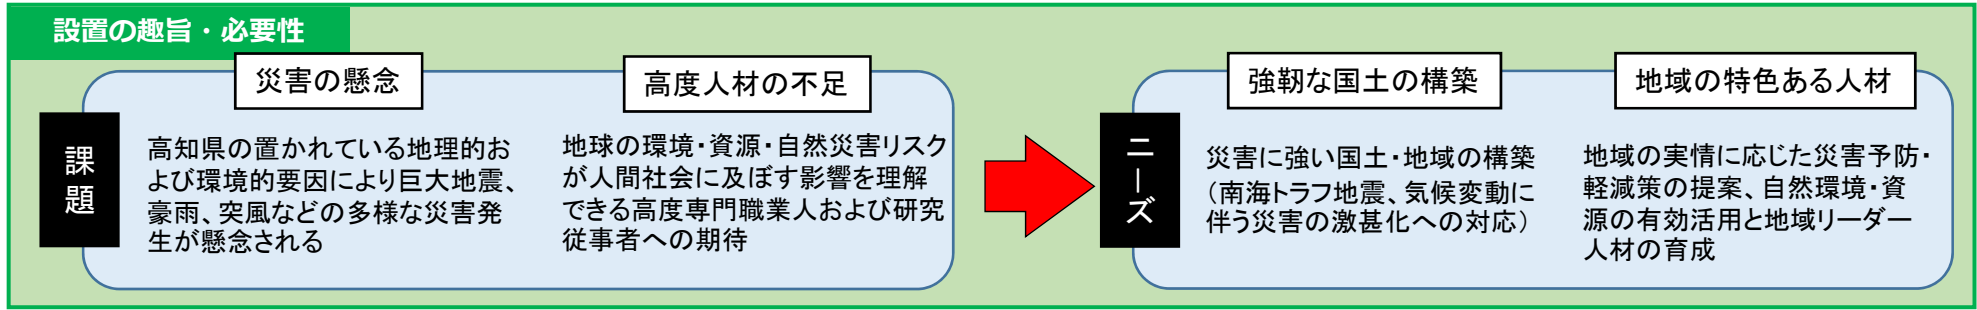 設置の趣旨・必要性
課題
災害の懸念
高知県の置かれている地理的お
よび環境的要因により巨大地震、
豪雨、突風などの多様な災害発
生が懸念される
高度人材の不足
地球の環境・資源・自然災害リスク
が人間社会に及ぼす影響を理解
できる高度専門職業人および研究
従事者への期待
ニーズ
強靭な国土の構築
災害に強い国土・地域の構築
（南海トラフ地震、気候変動に
伴う災害の激甚化への対応）
地域の特色ある人材
地域の実情に応じた災害予防・
軽減策の提案、自然環境・資
源の有効活用と地域リーダー
人材の育成